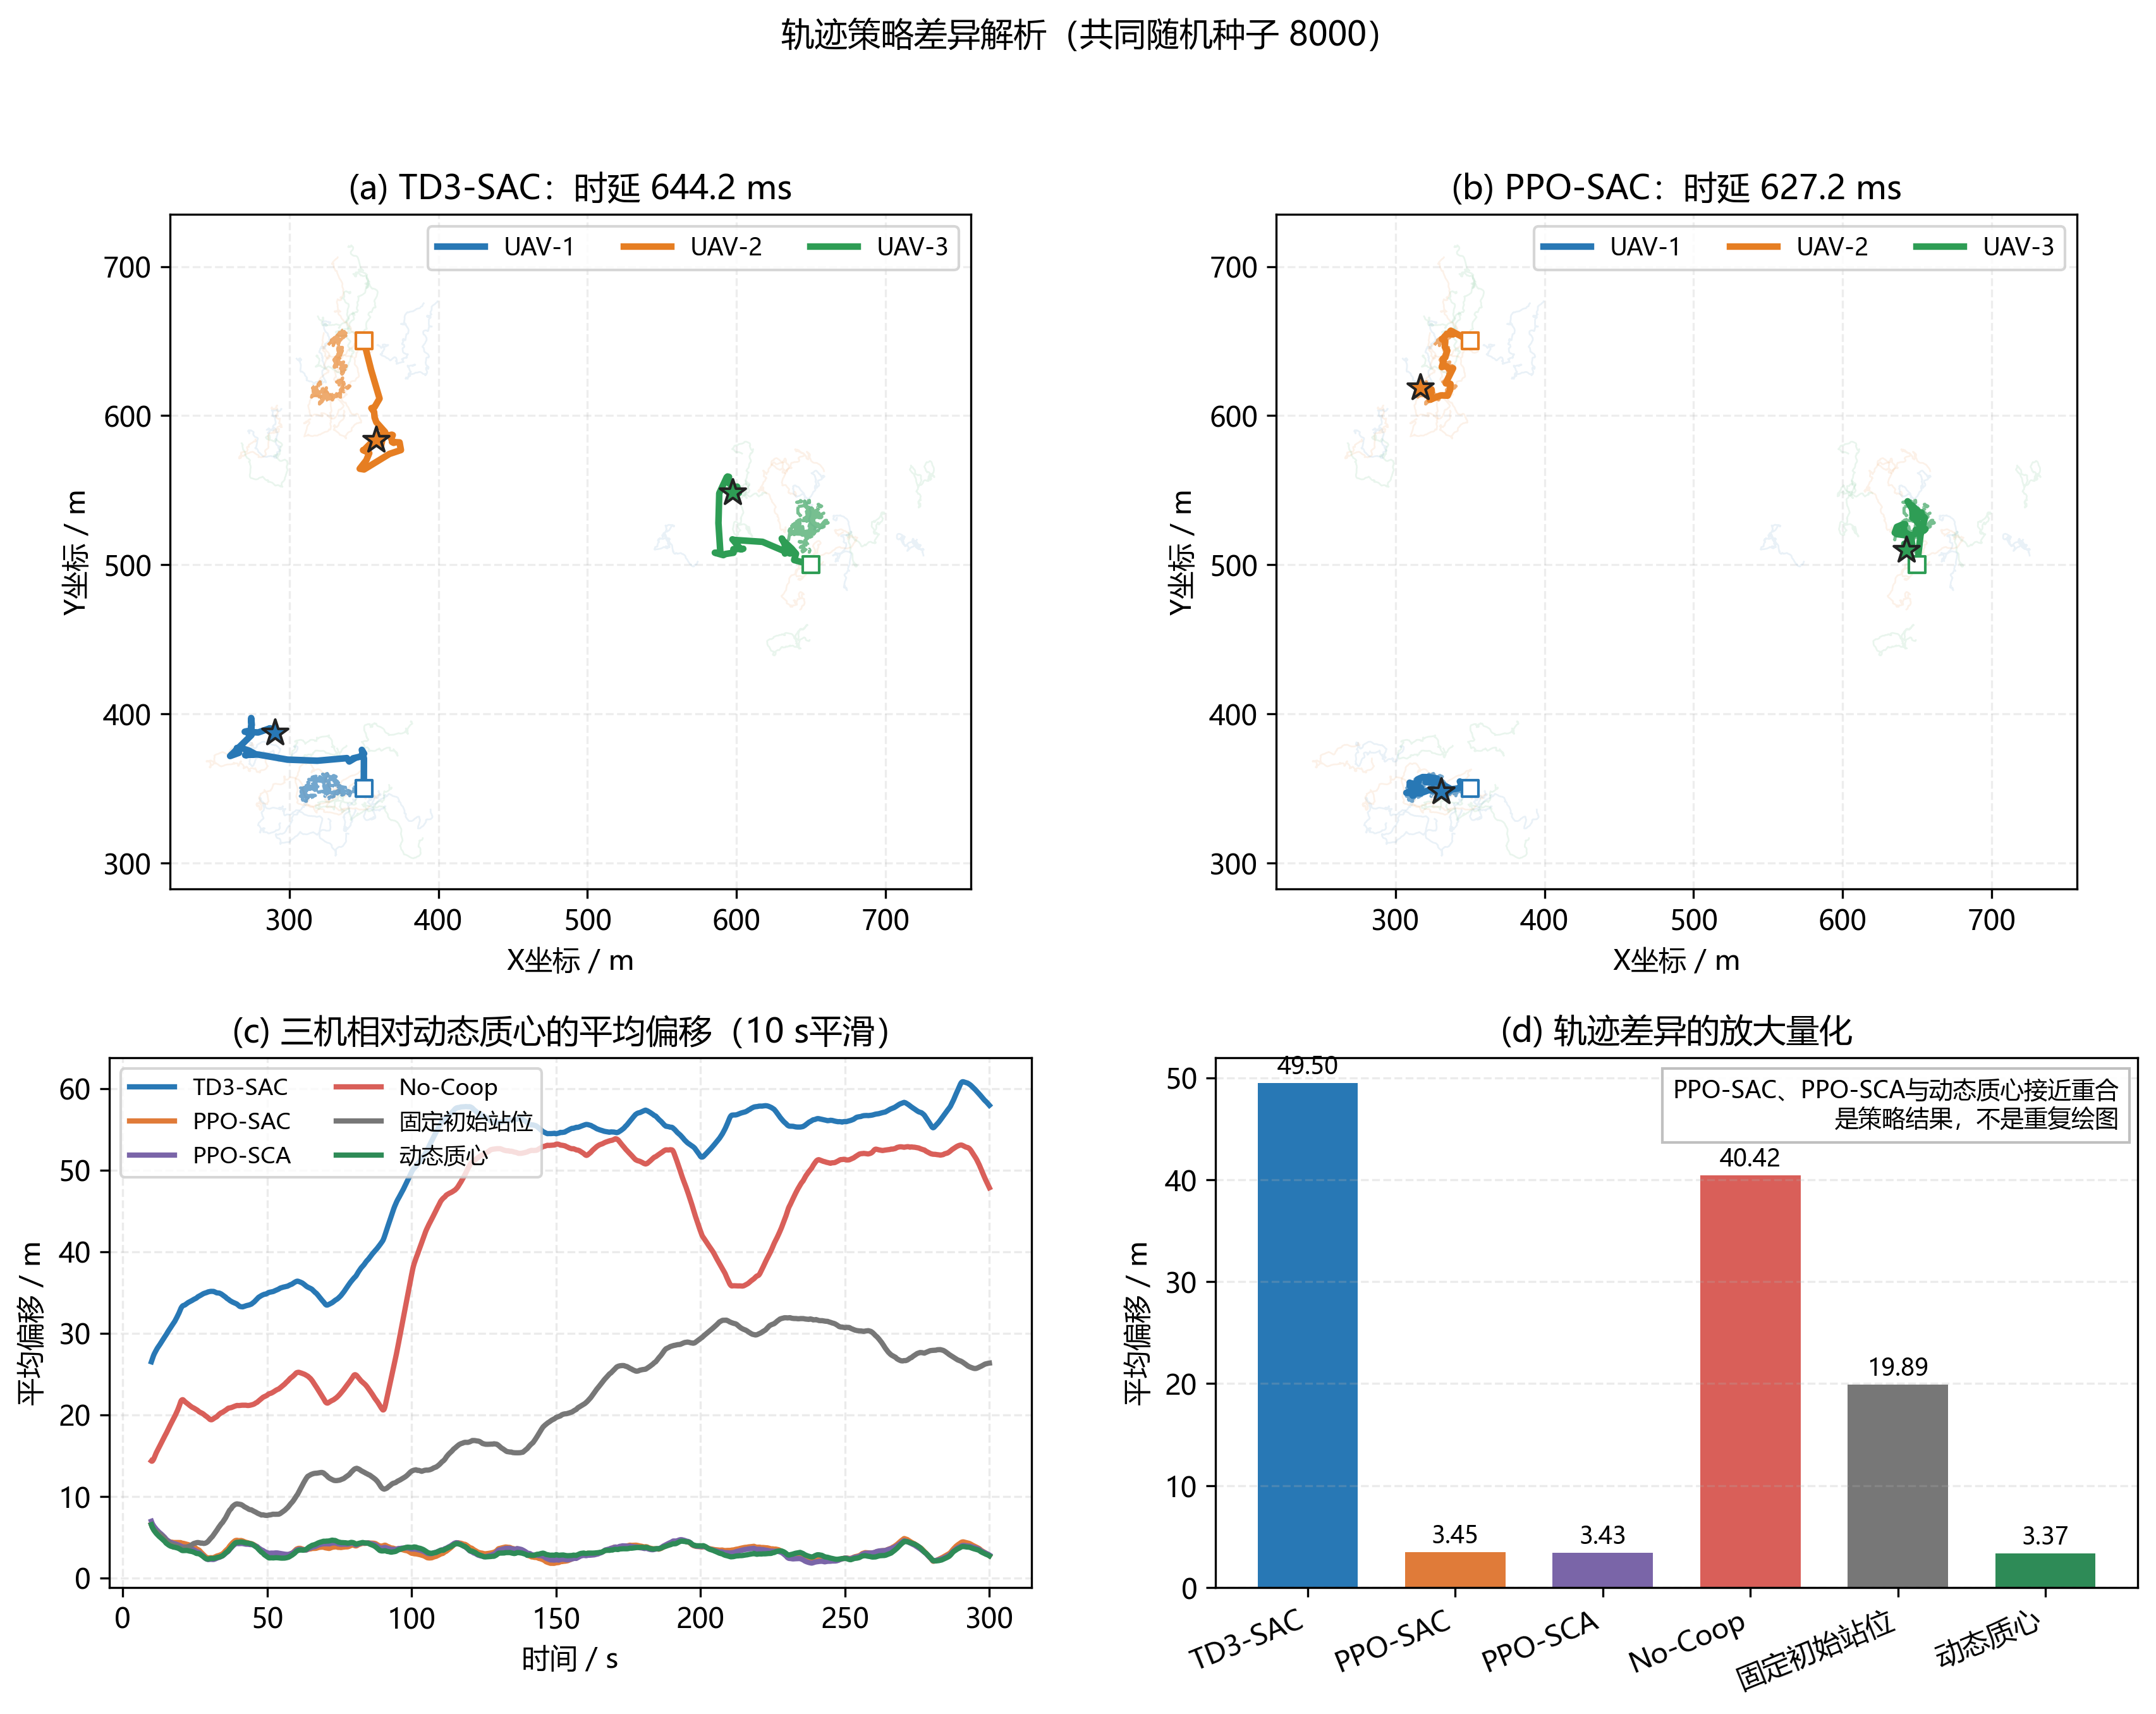 轨迹策略差异解析（共同随机种子 8000）
(a) TD3-SAC：时延 644.2 ms
UAV-1 UAV-2 UAV-3
700
600
500
400
300
Y坐标 / m
300 400 500 600 700
X坐标 / m
(b) PPO-SAC：时延 627.2 ms
UAV-1 UAV-2 UAV-3
700
600
500
400
300
Y坐标 / m
300 400 500 600 700
X坐标 / m
(c) 三机相对动态质心的平均偏移（10 s平滑）
TD3-SAC
PPO-SAC
PPO-SCA
No-Coop
固定初始站位
动态质心
60
50
40
30
20
10
0
平均偏移 / m
0 50 100 150 200 250 300
时间 / s
(d) 轨迹差异的放大量化
PPO-SAC、PPO-SCA与动态质心接近重合
是策略结果，不是重复绘图
50
40
30
20
10
0
平均偏移 / m
49.50
3.45
3.43
40.42
19.89
3.37
TD3-SAC
PPO-SAC
PPO-SCA
No-Coop
固定初始站位
动态质心